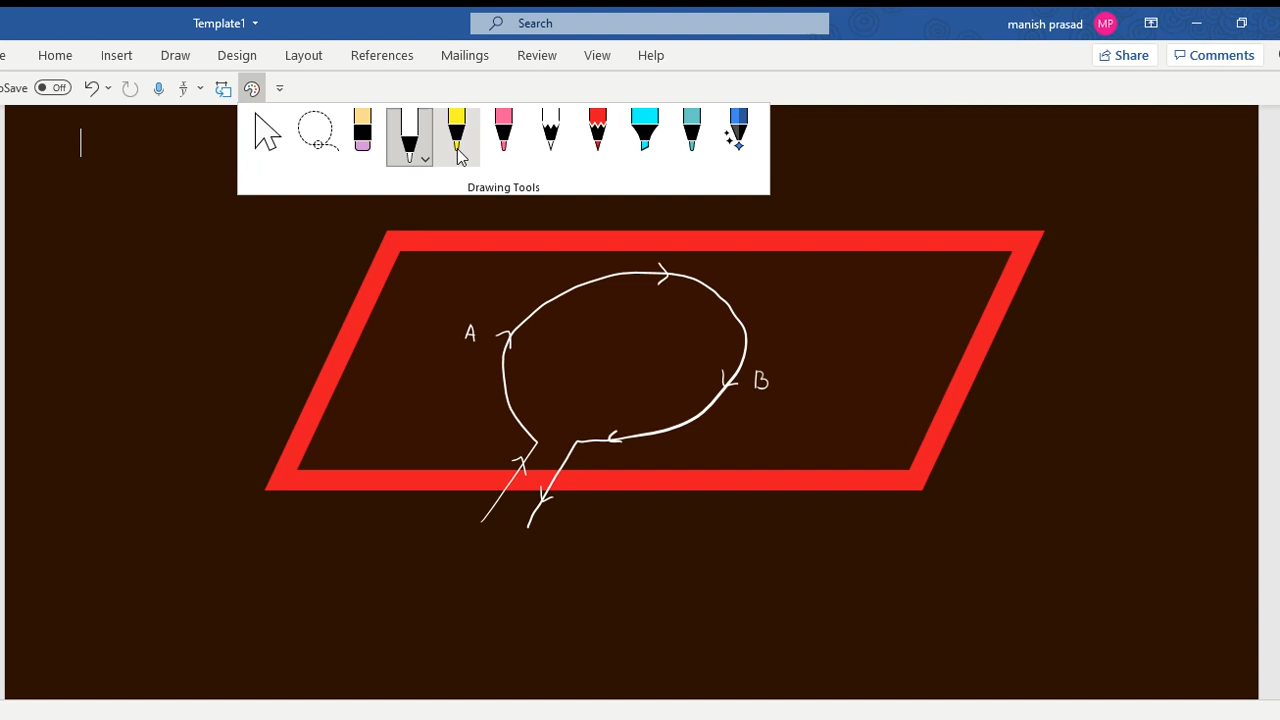 Template1
Search
manish prasad
MP
Home
Insert
Draw
Design
Layout
References
Mailings
Review
View
Help
Share
Comments
Off
Drawing Tools
A
B